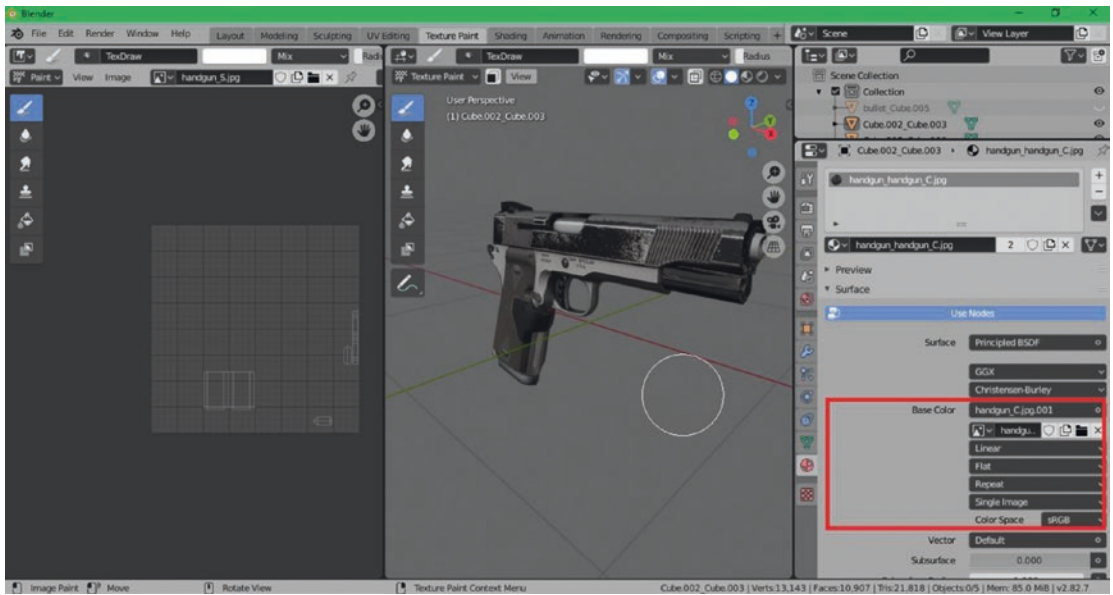 Blender
File Edit Render Window Help Layout Modeling Sculpting UV Editing Texture Paint Shading Animation Rendering Compositing Scripting + Scene View Layer
TexDraw Mix Radi TexDraw Mix Radius
Paint View Image handgun_S.jpg Texture Paint View
User Perspective
(1) Cube.002_Cube.003
Scene Collection
Collection
bullet_Cube.005
Cube.002_Cube.003
Cube.002_Cube.003 handgun_handgun_C.jpg
handgun_handgun_C.jpg
handgun_handgun_C.jpg 2
Preview
Surface
Use Nodes
Surface Principled BSDF
GGX
Christensen-Burley
Base Color handgun_C.jpg.001
handgu...
Linear
Flat
Repeat
Single Image
Color Space sRGB
Vector Default
Subsurface 0.000
Image Paint Move Rotate View Texture Paint Context Menu Cube.002_Cube.003 | Verts:13,143 | Faces:10,907 | Tris:21,818 | Objects:0/5 | Mem: 85.0 MiB | v2.82.7